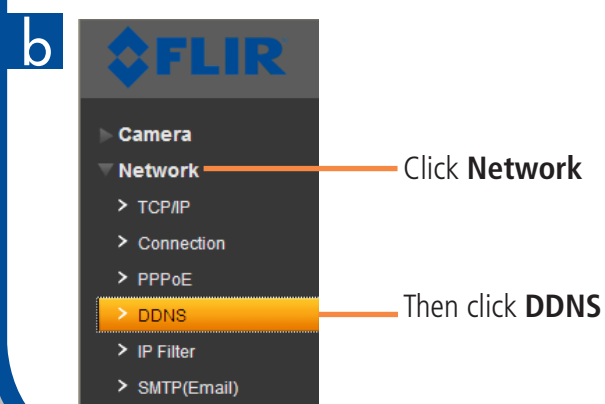 b
FLIR
Camera
Network
Click Network
TCP/IP
Connection
PPPoE
DDNS
Then click DDNS
IP Filter
SMTP(Email)